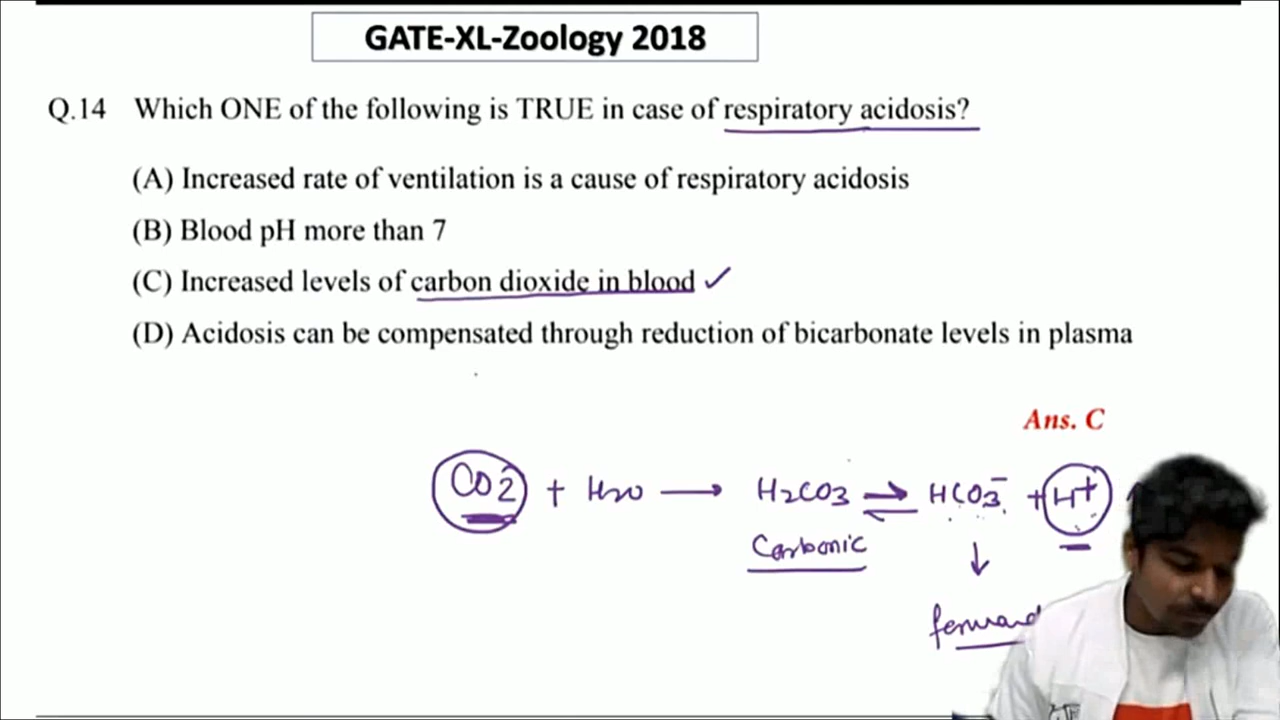 GATE-XL-Zoology 2018
Q.14 Which ONE of the following is TRUE in case of respiratory acidosis?
(A) Increased rate of ventilation is a cause of respiratory acidosis
(B) Blood pH more than 7
(C) Increased levels of carbon dioxide in blood ✓
(D) Acidosis can be compensated through reduction of bicarbonate levels in plasma
Ans. C
CO2 + H2O ⟶ H2CO3 ⇌ HCO3⁻ + H⁺
Carbonic ↓
forward